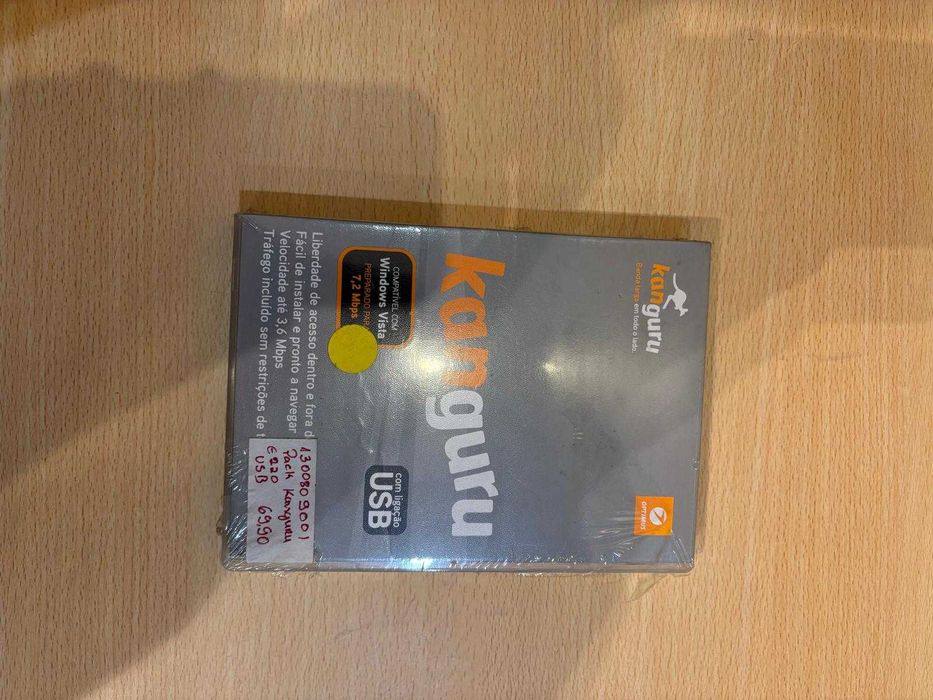 kanguru
Banda larga em todo o lado.
OPTIMUS
kanguru
com ligação
USB
COMPATÍVEL COM
Windows Vista
PREPARADO PARA
7,2 Mbps
Liberdade de acesso dentro e fora d
Fácil de instalar e pronto a navegar
Velocidade até 3,6 Mbps
Tráfego incluído sem restrições de t
1300809001
Pack Kanguru
E220
USB 69,90